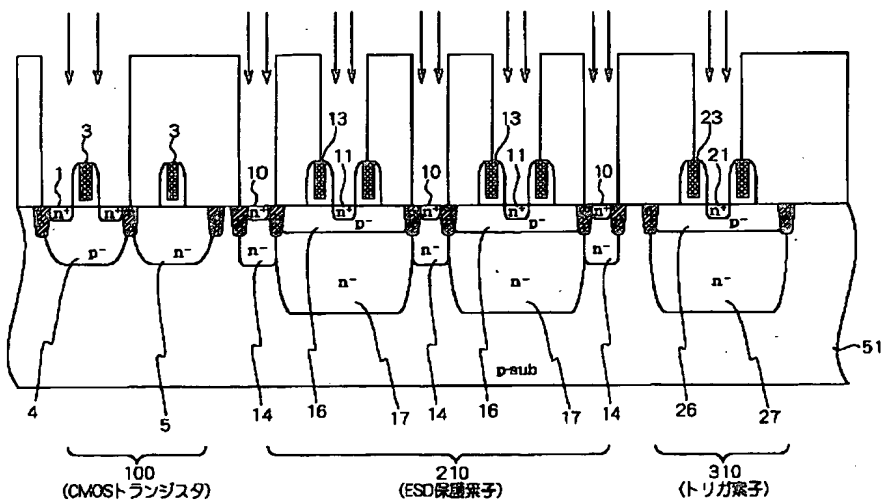 3 3 13 13 23
1 10 11 10 11 10 21
n+ n+ n+ n+ n+ n+ n+ n+
p- n- p- p-
n- n- n- n- n- n-
51
p-sub
4 5 14 16 17 14 16 17 14 26 27
100 210 310
(CMOSトランジスタ) (ESD保護素子) (トリガ素子)